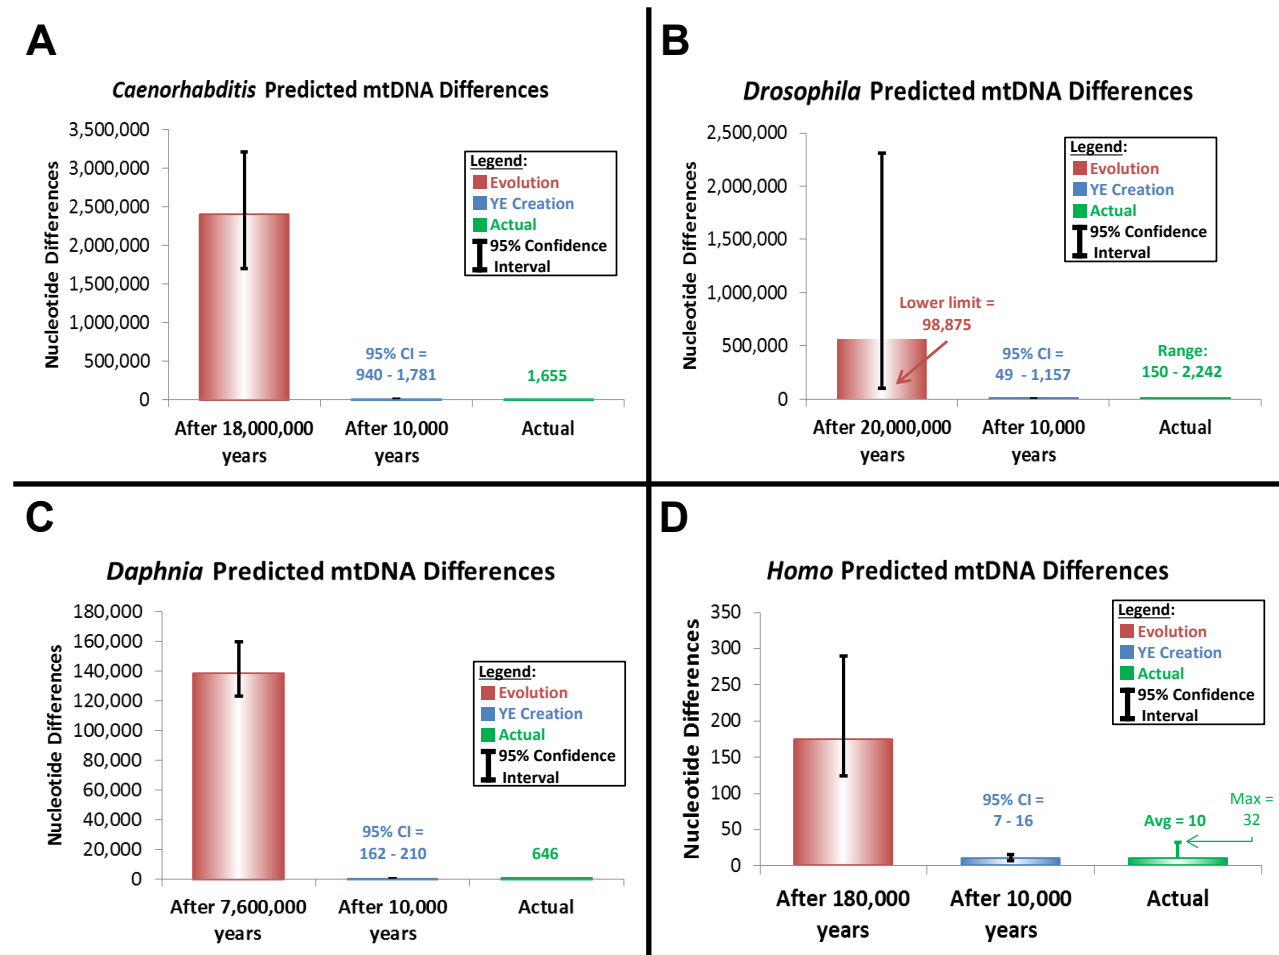 A
Caenorhabditis Predicted mtDNA Differences
Nucleotide Differences
3,500,000
3,000,000
2,500,000
2,000,000
1,500,000
1,000,000
500,000
0
Legend:
Evolution
YE Creation
Actual
95% Confidence
Interval
95% CI =
940 - 1,781
1,655
After 18,000,000
years
After 10,000
years
Actual
B
Drosophila Predicted mtDNA Differences
Nucleotide Differences
2,500,000
2,000,000
1,500,000
1,000,000
500,000
0
Legend:
Evolution
YE Creation
Actual
95% Confidence
Interval
Lower limit =
98,875
95% CI =
49 - 1,157
Range:
150 - 2,242
After 20,000,000
years
After 10,000
years
Actual
C
Daphnia Predicted mtDNA Differences
Nucleotide Differences
180,000
160,000
140,000
120,000
100,000
80,000
60,000
40,000
20,000
0
Legend:
Evolution
YE Creation
Actual
95% Confidence
Interval
95% CI =
162 - 210
646
After 7,600,000
years
After 10,000
years
Actual
D
Homo Predicted mtDNA Differences
Nucleotide Differences
350
300
250
200
150
100
50
0
Legend:
Evolution
YE Creation
Actual
95% Confidence
Interval
95% CI =
7 - 16
Avg = 10
Max =
32
After 180,000
years
After 10,000
years
Actual